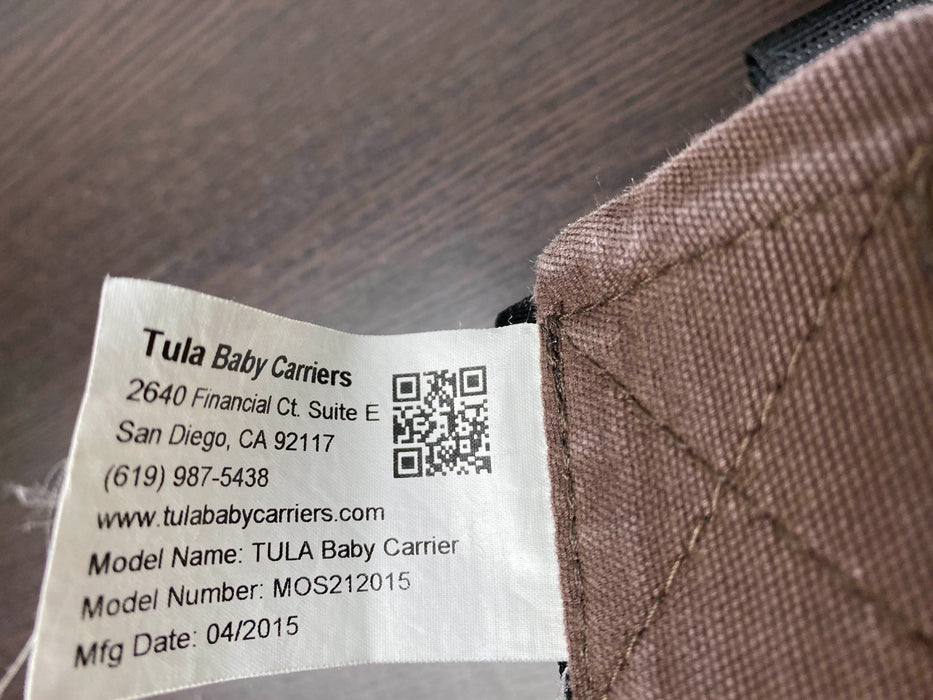 Tula Baby Carriers
2640 Financial Ct. Suite E
San Diego, CA 92117
(619) 987-5438
www.tulababycarriers.com
Model Name: TULA Baby Carrier
Model Number: MOS212015
Mfg Date: 04/2015